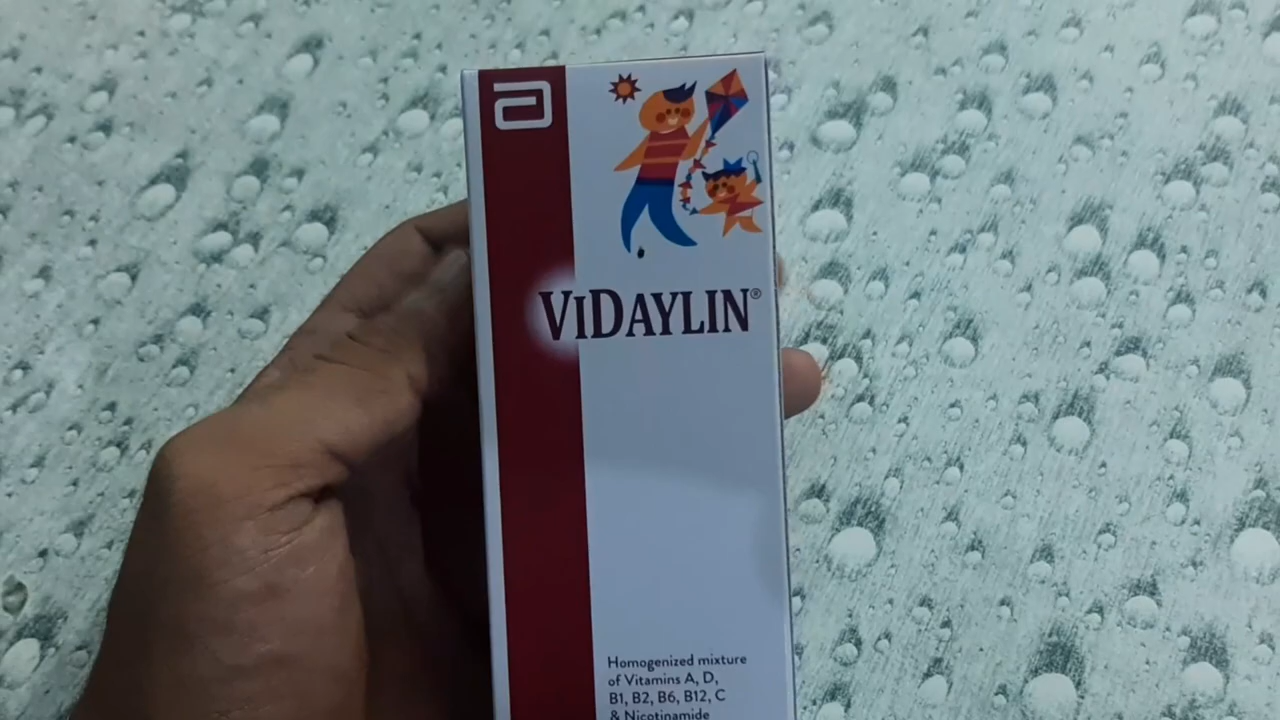 VIDAYLIN®
Homogenized mixture
of Vitamins A, D,
B1, B2, B6, B12, C
& Nicotinamide